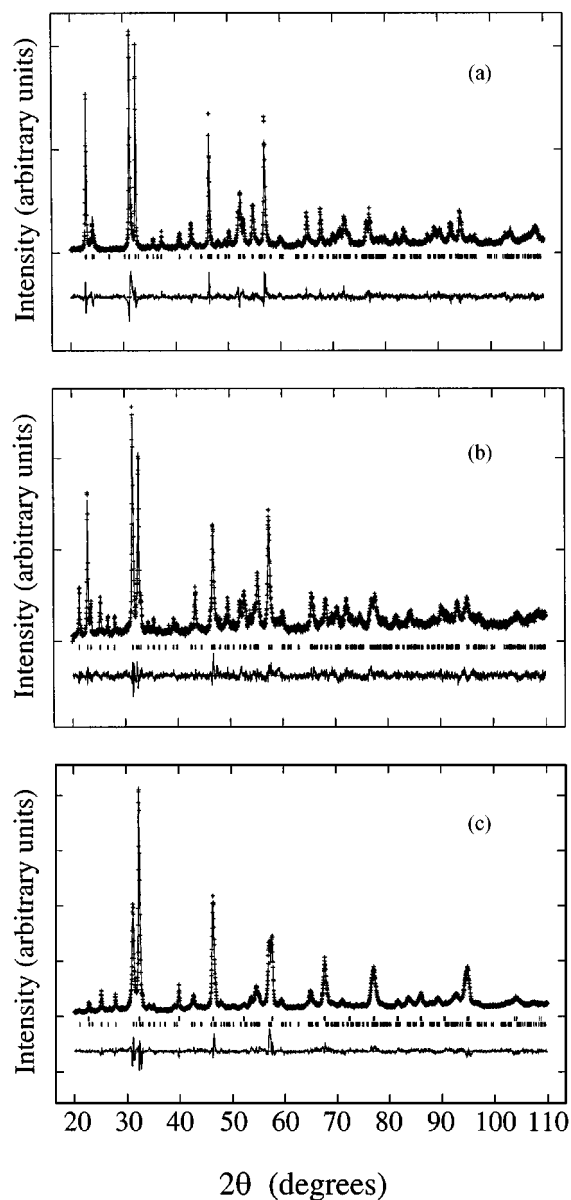 Intensity (arbitrary units)
(a)
Intensity (arbitrary units)
(b)
Intensity (arbitrary units)
(c)
20 30 40 50 60 70 80 90 100 110
2θ (degrees)